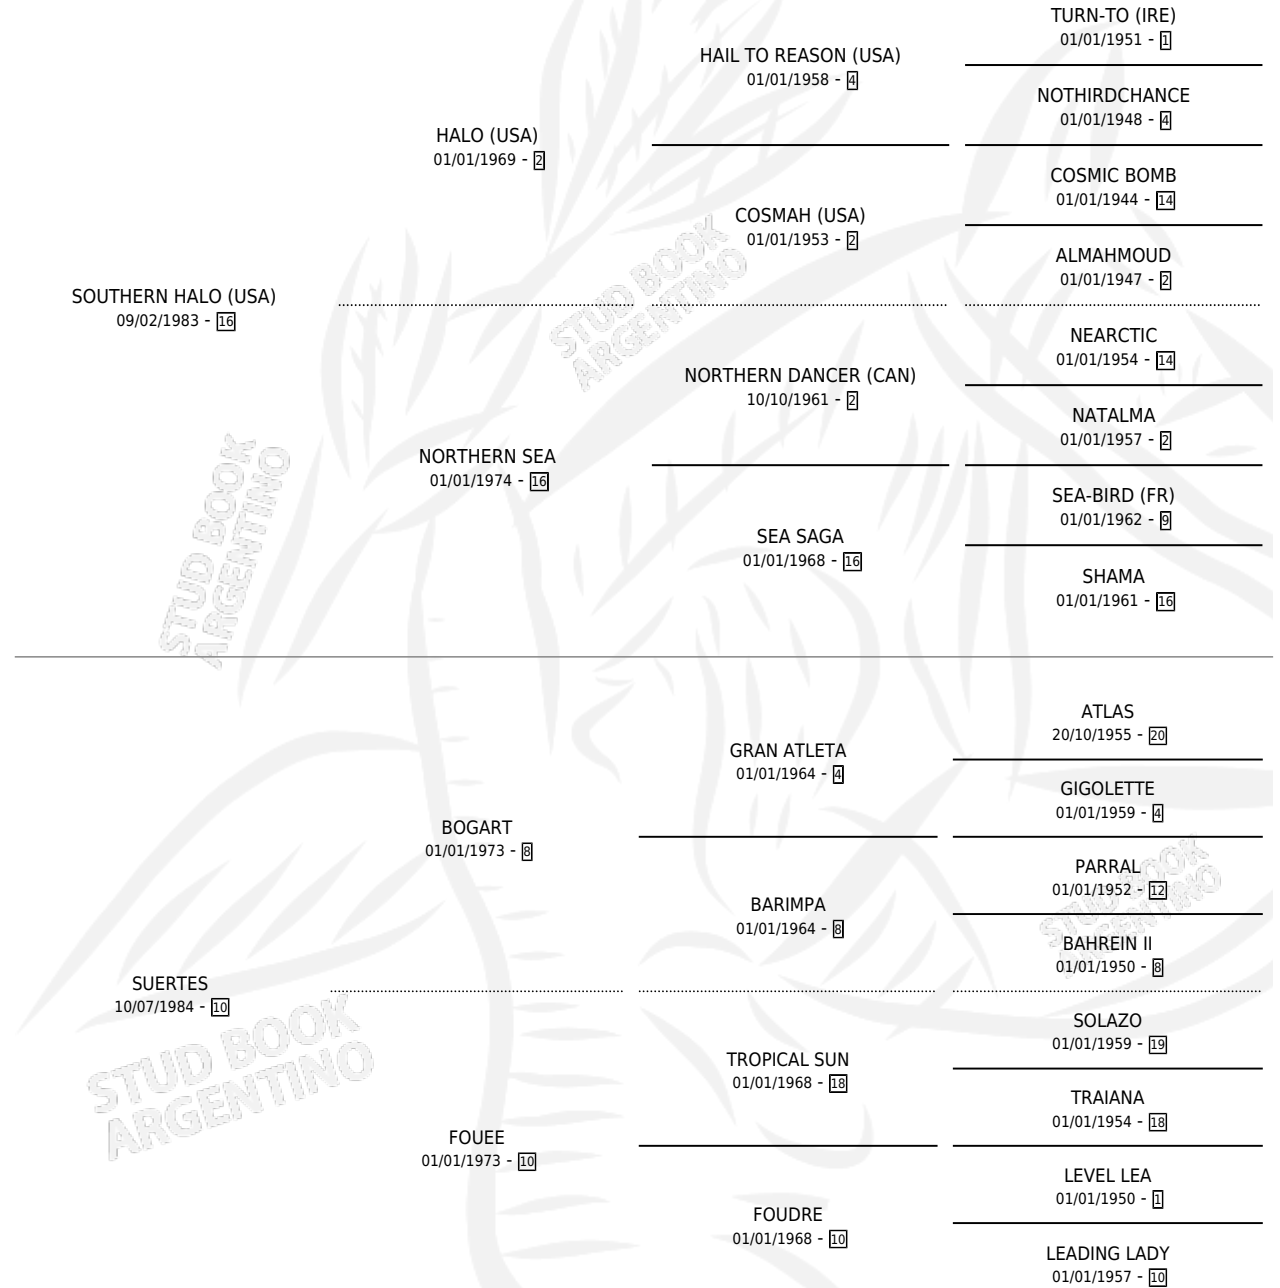 TURN-TO (IRE)
01/01/1951 - 1
HAIL TO REASON (USA)
01/01/1958 - 4
NOTHIRDCHANCE
01/01/1948 - 4
HALO (USA)
01/01/1969 - 2
COSMIC BOMB
01/01/1944 - 14
COSMAH (USA)
01/01/1953 - 2
ALMAHMOUD
01/01/1947 - 2
SOUTHERN HALO (USA)
09/02/1983 - 16
STUD BOOK
ARGENTINO
NEARCTIC
01/01/1954 - 14
NORTHERN DANCER (CAN)
10/10/1961 - 2
NATALMA
01/01/1957 - 2
NORTHERN SEA
01/01/1974 - 16
SEA-BIRD (FR)
01/01/1962 - 9
SEA SAGA
01/01/1968 - 16
SHAMA
01/01/1961 - 16
STUD BOOK
ARGENTINO
ATLAS
20/10/1955 - 20
GRAN ATLETA
01/01/1964 - 4
GIGOLETTE
01/01/1959 - 4
BOGART
01/01/1973 - 8
PARRAL
01/01/1952 - 12
BARIMPA
01/01/1964 - 8
STUD BOOK
ARGENTINO
BAHREIN II
01/01/1950 - 8
SUERTES
10/07/1984 - 10
SOLAZO
01/01/1959 - 19
TROPICAL SUN
01/01/1968 - 18
STUD BOOK
ARGENTINO
TRAIANA
01/01/1954 - 18
FOUEE
01/01/1973 - 10
LEVEL LEA
01/01/1950 - 1
FOUDRE
01/01/1968 - 10
LEADING LADY
01/01/1957 - 10